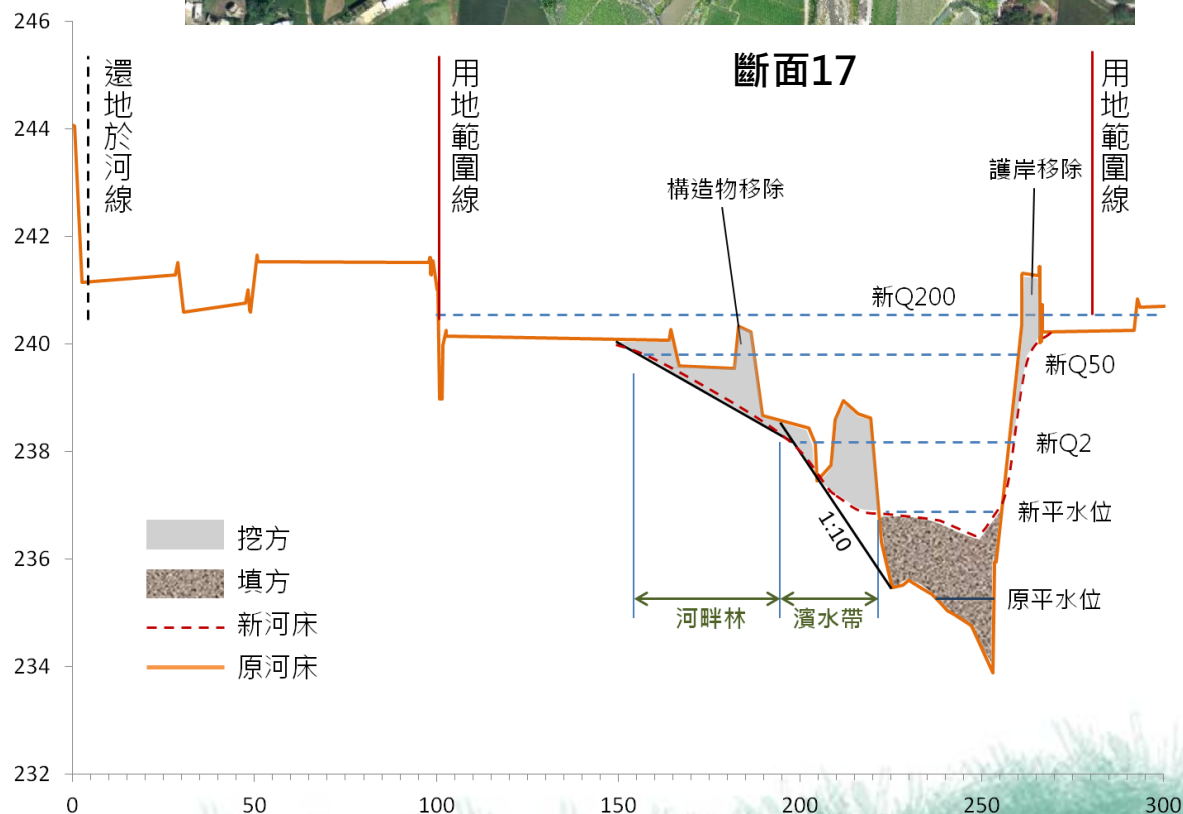 斷面17
246
244
242
240
238
236
234
232
0
50
100
150
200
250
300
還地於河線
用地範圍線
用地範圍線
構造物移除
護岸移除
新Q200
新Q50
新Q2
新平水位
原平水位
1:10
河畔林
濱水帶
挖方
填方
新河床
原河床